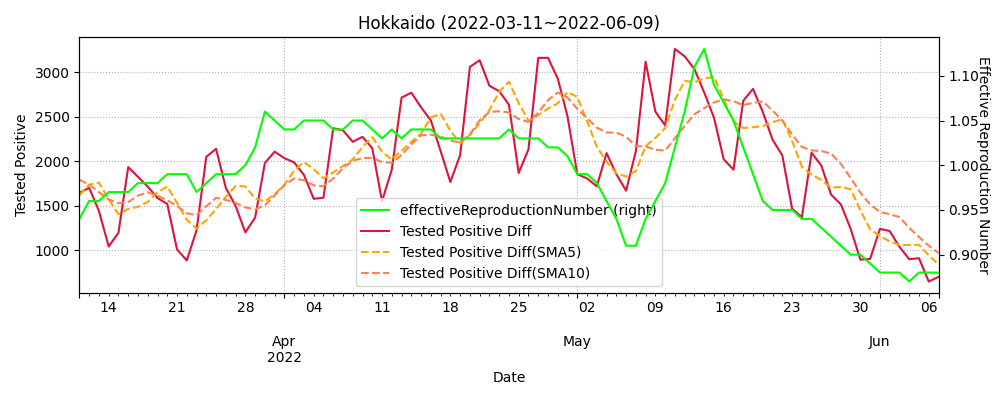 Hokkaido (2022-03-11~2022-06-09)
Tested Positive
3000
2500
2000
1500
1000
1.10
1.05
1.00
0.95
0.90
Effective Reproduction Number
effectiveReproductionNumber (right)
Tested Positive Diff
Tested Positive Diff(SMA5)
Tested Positive Diff(SMA10)
14 21 28 04 11 18 25 02 09 16 23 30 06
Apr May Jun
2022
Date